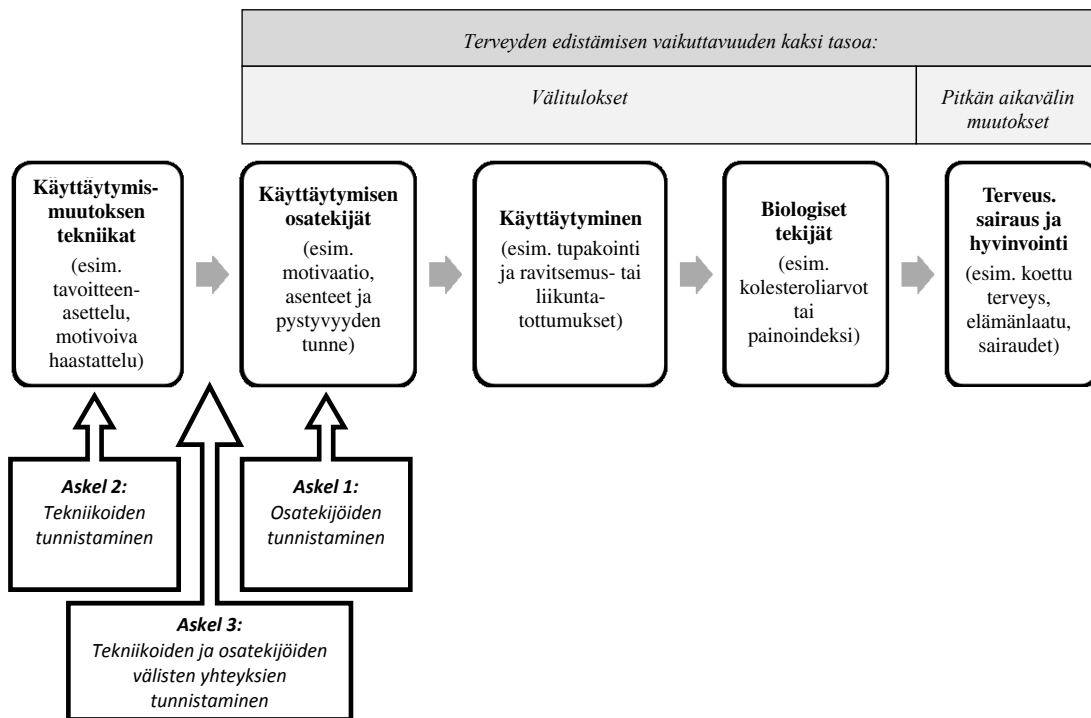 Terveyden edistämisen vaikuttavuuden kaksi tasoa:
Välitulokset
Pitkän aikavälin
muutokset
Käyttäytymis-
muutoksen
tekniikat
(esim.
tavoitteen-
asettelu,
motivoiva
haastattelu)
Käyttäytymisen
osatekijät
(esim.
motivaatio,
asenteet ja
pystyvyyden
tunne)
Käyttäytyminen
(esim. tupakointi
ja ravitsemus- tai
liikunta-
tottumukset)
Biologiset
tekijät
(esim.
kolesteroliarvot
tai
painoindeksi)
Terveus.
sairaus ja
hyvinvointi
(esim. koettu
terveys,
elämänlaatu,
sairaudet)
Askel 2:
Tekniikoiden
tunnistaminen
Askel 1:
Osatekijöiden
tunnistaminen
Askel 3:
Tekniikoiden ja osatekijöiden
välisten yhteyksien
tunnistaminen